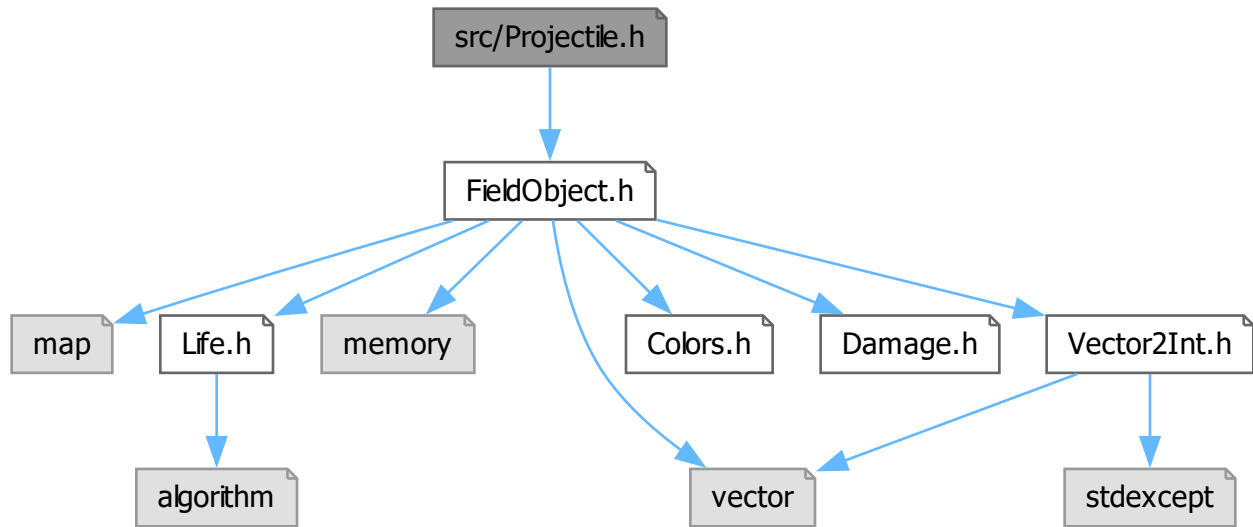 src/Projectile.h
FieldObject.h
map
Life.h
memory
Colors.h
Damage.h
Vector2Int.h
algorithm
vector
stdexcept